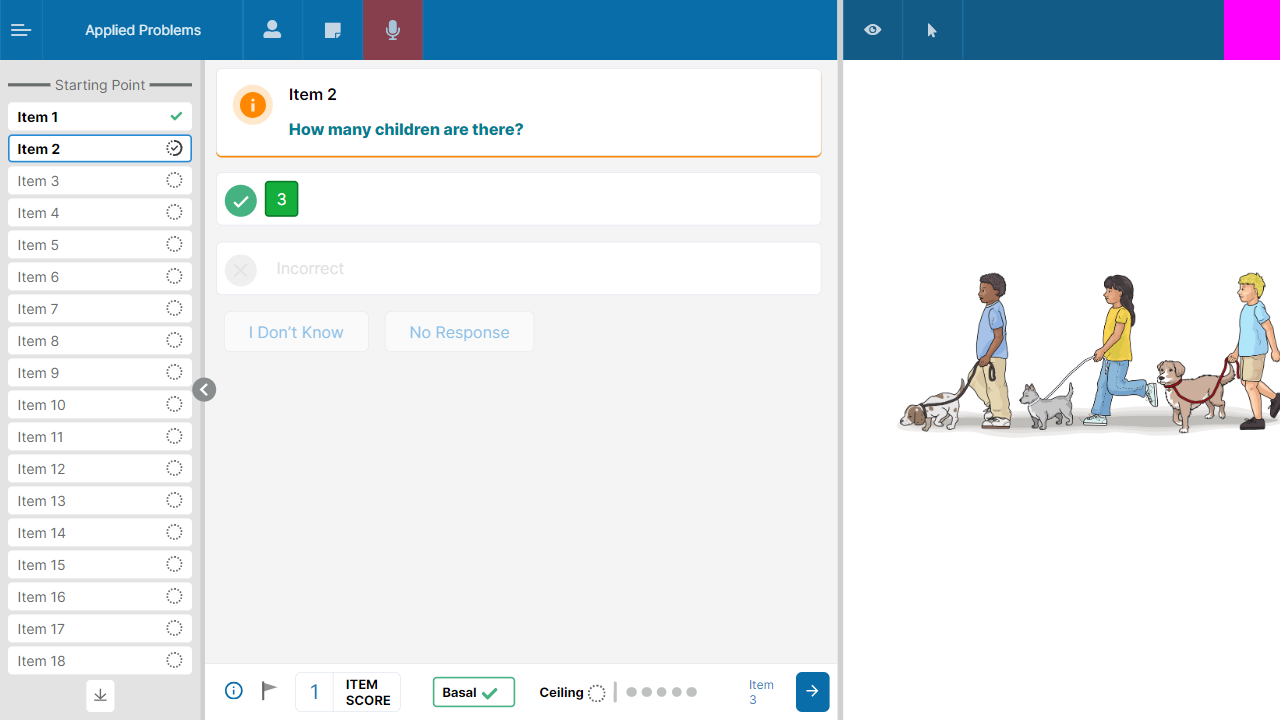 Applied Problems
Starting Point
Item 1
Item 2
Item 3
Item 4
Item 5
Item 6
Item 7
Item 8
Item 9
Item 10
Item 11
Item 12
Item 13
Item 14
Item 15
Item 16
Item 17
Item 18
Item 2
How many children are there?
3
Incorrect
I Don’t Know
No Response
1
ITEM
SCORE
Basal
Ceiling
Item
3